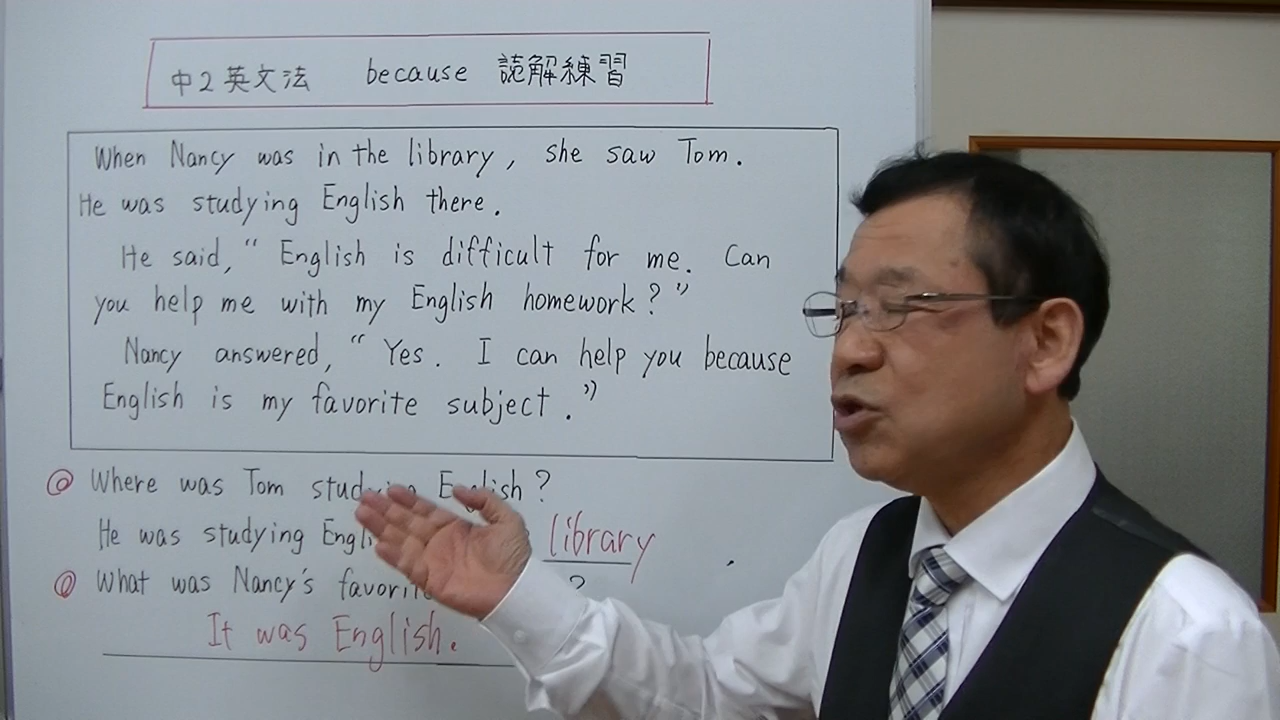 中2英文法 because 読解練習
When Nancy was in the library, she saw Tom.
He was studying English there.
He said, “ English is difficult for me. Can
you help me with my English homework?”
Nancy answered, “ Yes. I can help you because
English is my favorite subject.”
Ⓠ Where was Tom studying English?
He was studying library.
Ⓠ What was Nancy's ?
It was English.